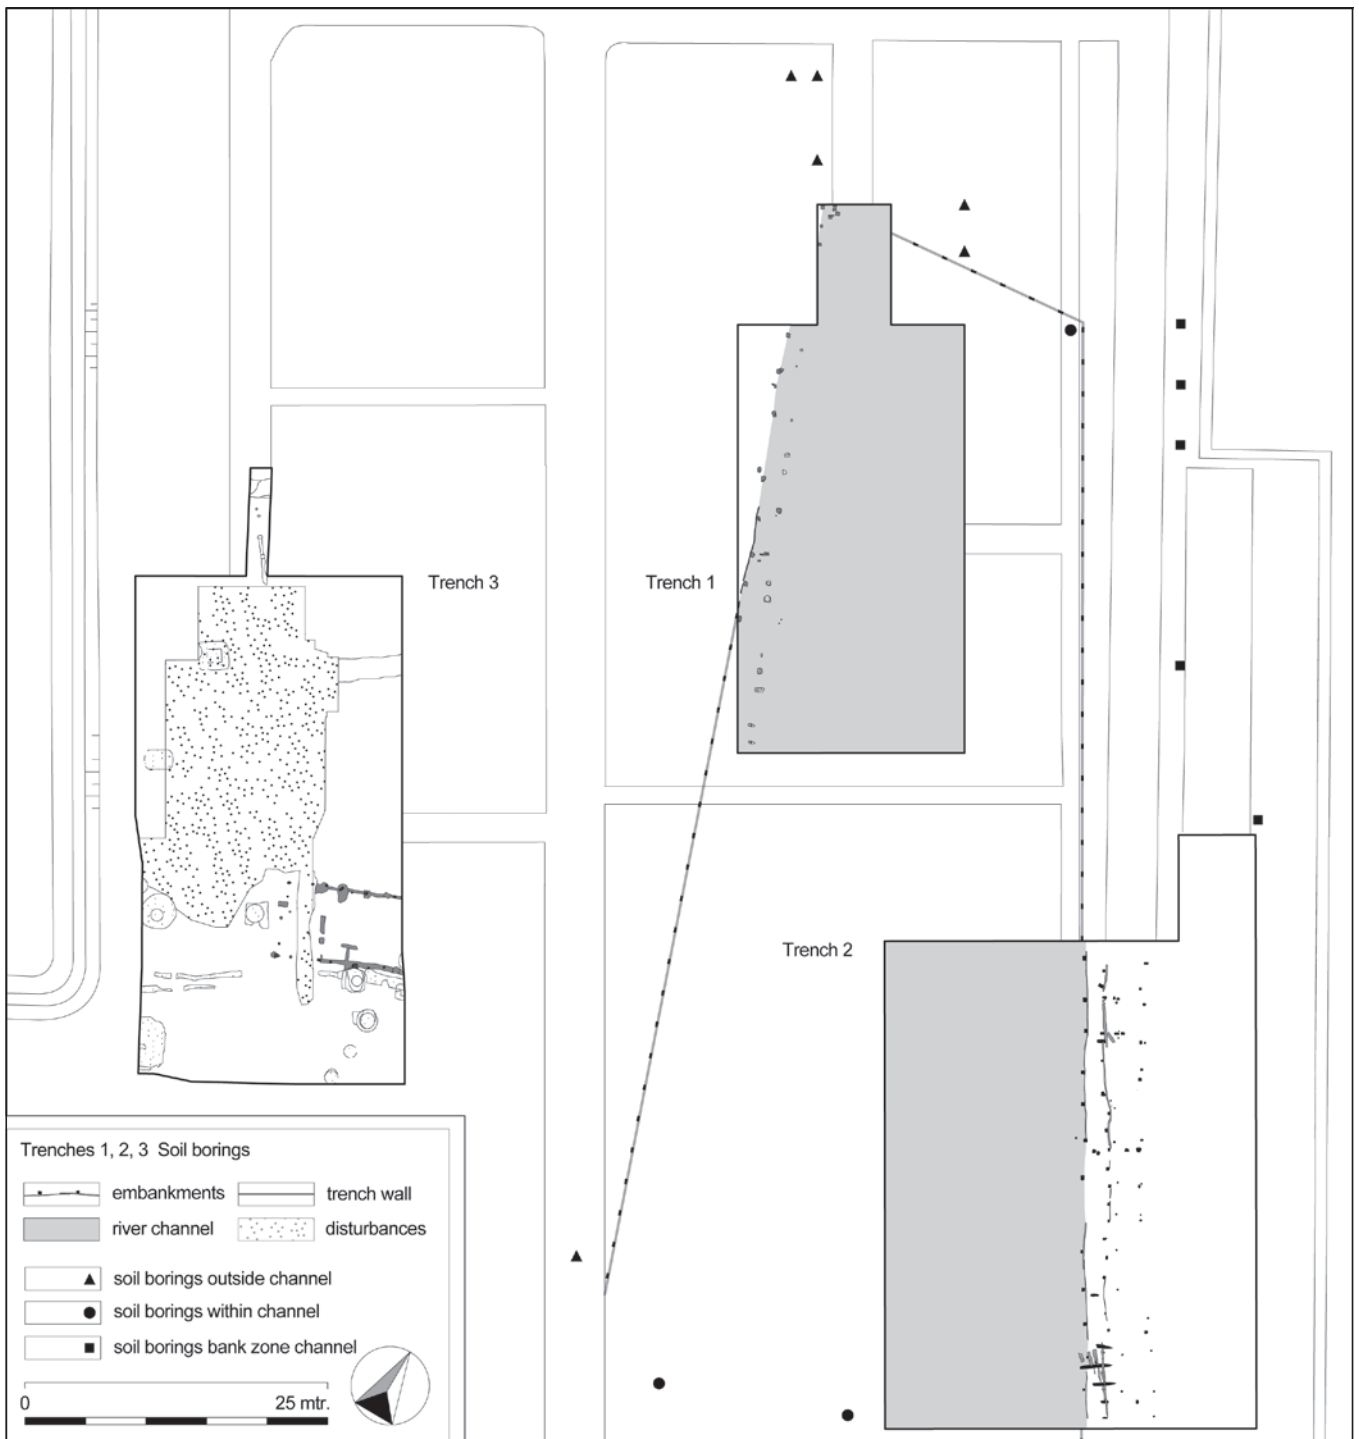 Trench 3
Trench 1
Trench 2
Trenches 1, 2, 3 Soil borings
embankments
trench wall
river channel
disturbances
soil borings outside channel
soil borings within channel
soil borings bank zone channel
0
25 mtr.